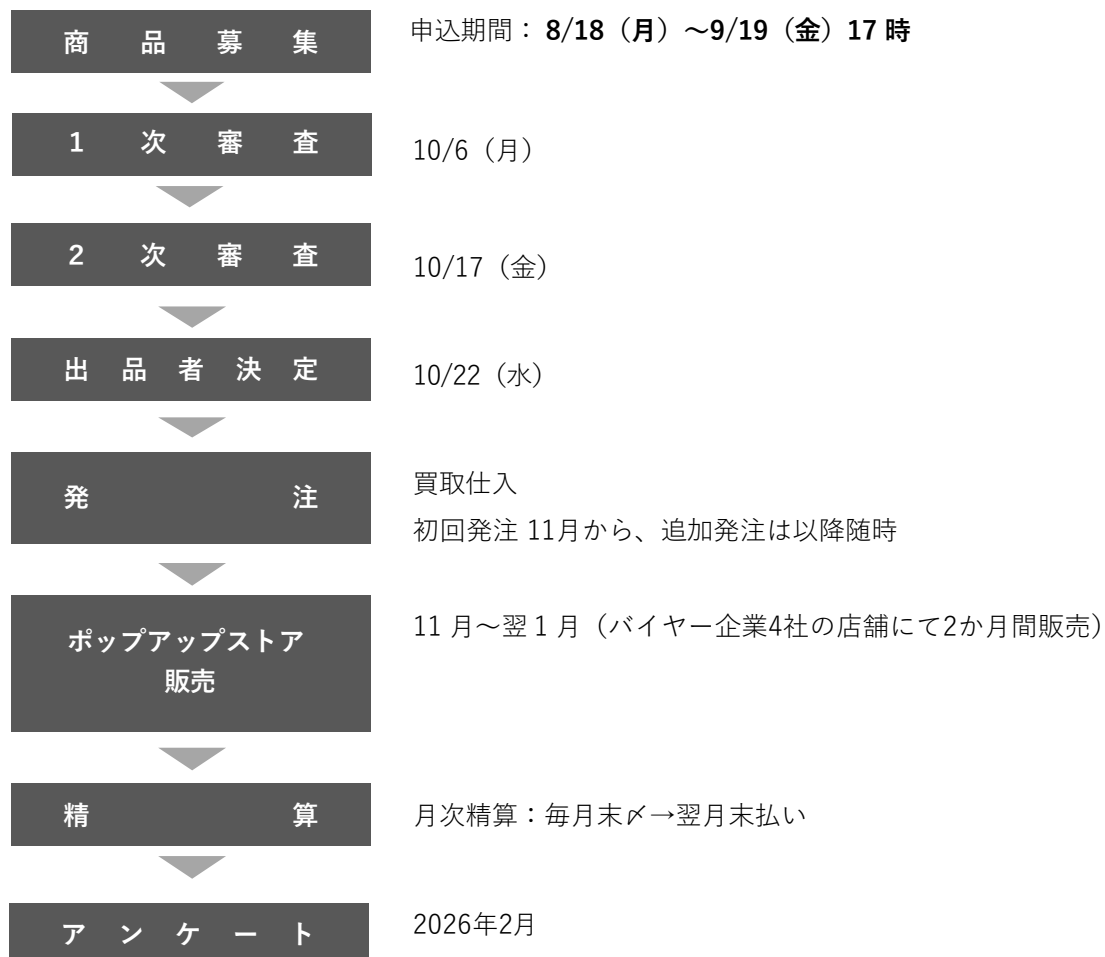 商品募集
申込期間： 8/18（月）～9/19（金）17 時
1次審査
10/6（月）
2次審査
10/17（金）
出品者決定
10/22（水）
発注
買取仕入
初回発注 11月から、追加発注は以降随時
ポップアップストア
販売
11 月～翌１月（バイヤー企業4社の店舗にて2か月間販売）
精算
月次精算：毎月末〆→翌月末払い
アンケート
2026年2月